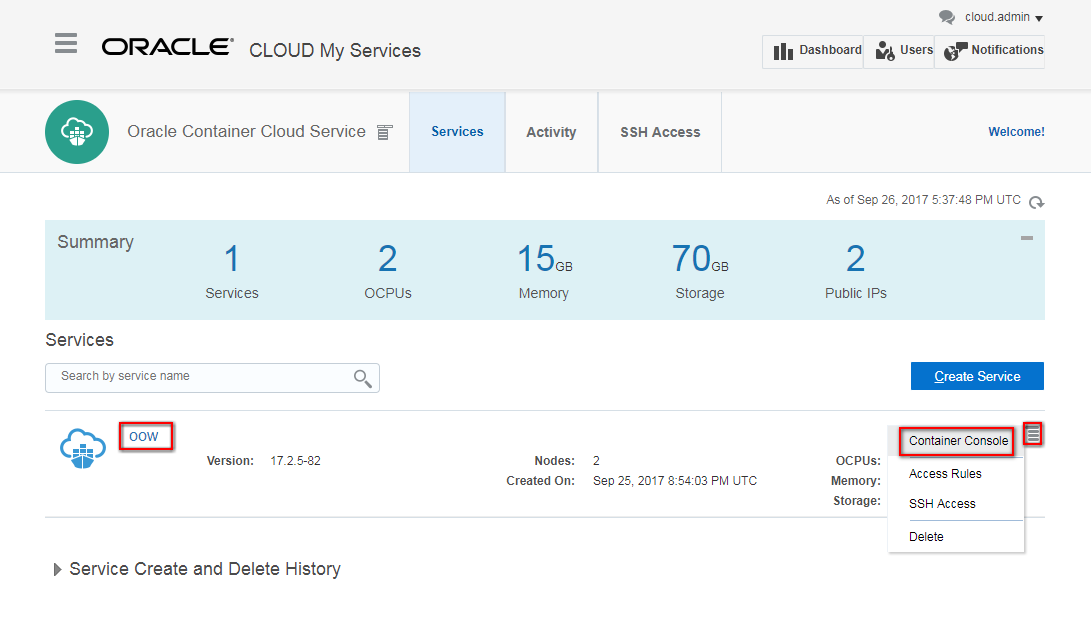 cloud.admin
ORACLE® CLOUD My Services
Dashboard
Users
Notifications
Oracle Container Cloud Service
Services
Activity
SSH Access
Welcome!
As of Sep 26, 2017 5:37:48 PM UTC
Summary
1
Services
2
OCPUs
15GB
Memory
70GB
Storage
2
Public IPs
Services
Search by service name
Create Service
OOW
Version: 17.2.5-82
Nodes: 2
Created On: Sep 25, 2017 8:54:03 PM UTC
OCPUs:
Memory:
Storage:
Container Console
Access Rules
SSH Access
Delete
Service Create and Delete History